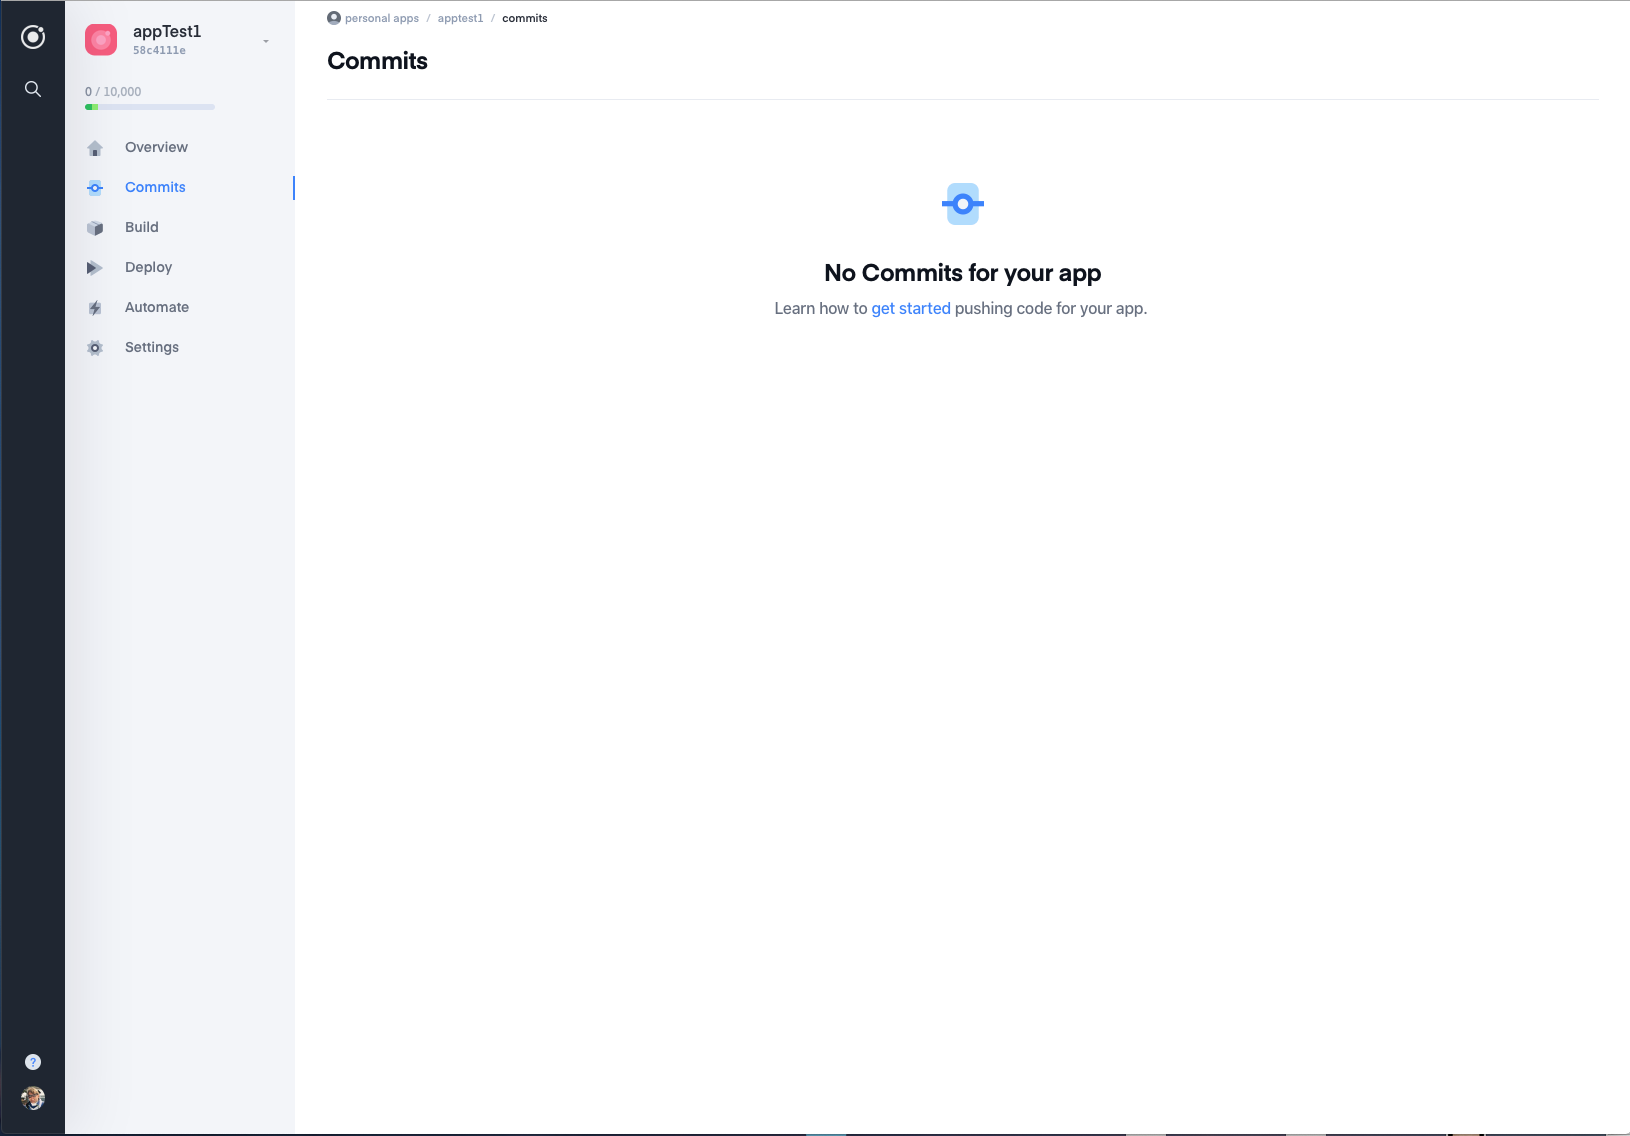 personal apps / apptest1 / commits
appTest1
58c4111e
0 / 10,000
Overview
Commits
Build
Deploy
Automate
Settings
Commits
No Commits for your app
Learn how to get started pushing code for your app.
?